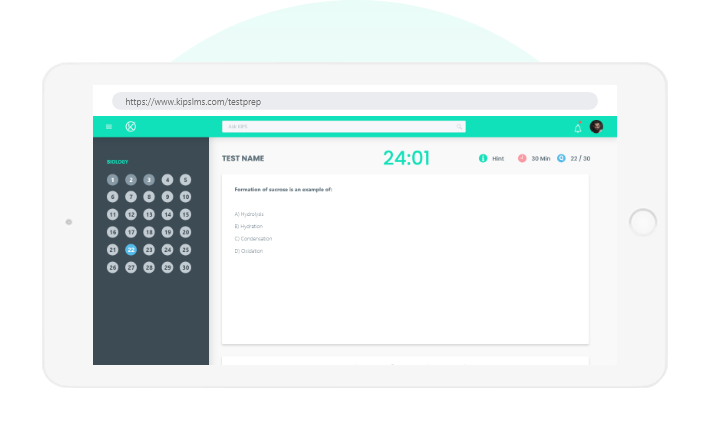 https://www.kipslms.com/testprep
ASK KIPS
BIOLOGY
TEST NAME
24:01
Hint
30 Min
22 / 30
1 2 3 4 5
6 7 8 9 10
11 12 13 14 15
16 17 18 19 20
21 22 23 24 25
26 27 28 29 30
Formation of sucrose is an example of:
A) Hydrolysis
B) Hydration
C) Condensation
D) Oxidation